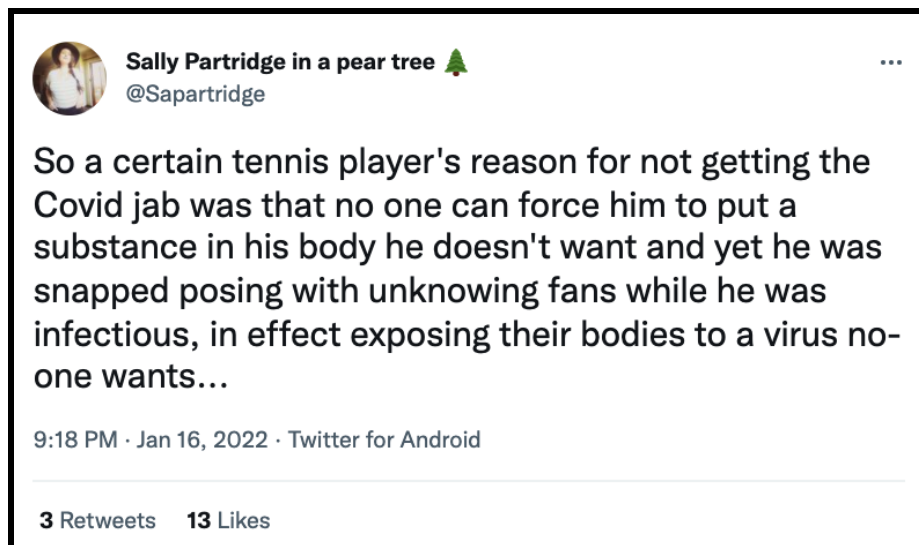 Sally Partridge in a pear tree 🌲
@Sapartridge
So a certain tennis player's reason for not getting the
Covid jab was that no one can force him to put a
substance in his body he doesn't want and yet he was
snapped posing with unknowing fans while he was
infectious, in effect exposing their bodies to a virus no-
one wants...
9:18 PM · Jan 16, 2022 · Twitter for Android
3 Retweets 13 Likes